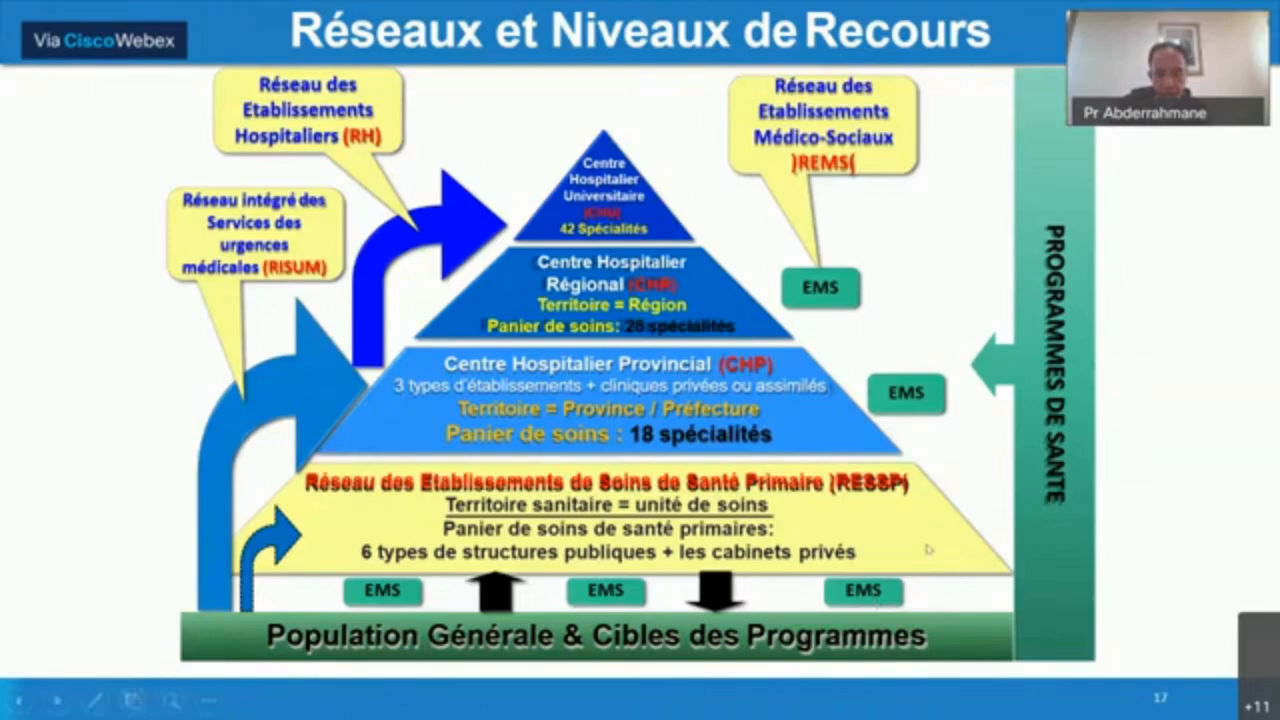 Réseaux et Niveaux de Recours
Via CiscoWebex
Pr Abderrahmane
Réseau des
Etablissements
Hospitaliers (RH)
Réseau des
Etablissements
Médico-Sociaux
)REMS(
Réseau intégré des
Services des
urgences
médicales (RISUM)
Centre
Hospitalier
Universitaire
(CHU)
42 Spécialités
Centre Hospitalier
Régional (CHR)
Territoire = Région
Panier de soins: 28 spécialités
EMS
Centre Hospitalier Provincial (CHP)
3 types d'établissements + cliniques privées ou assimilés)
Territoire = Province / Préfecture
Panier de soins : 18 spécialités
EMS
PROGRAMMES DE SANTE
Réseau des Etablissements de Soins de Santé Primaire )RESSP(
Territoire sanitaire = unité de soins
Panier de soins de santé primaires:
6 types de structures publiques + les cabinets privés
EMS
EMS
EMS
Population Générale & Cibles des Programmes
17
+11